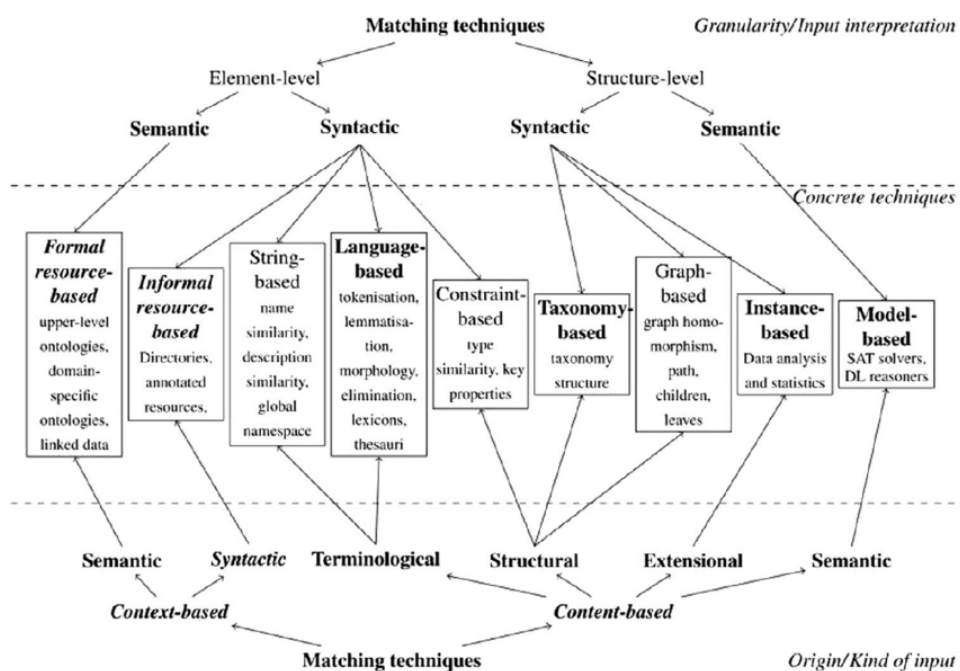 Matching techniques
Granularity/Input interpretation
Element-level
Structure-level
Semantic
Syntactic
Syntactic
Semantic
Concrete techniques
Formal
resource-
based
upper-level
ontologies,
domain-
specific
ontologies,
linked data
Informal
resource-
based
Directories,
annotated
resources,
String-
based
name
similarity,
description
similarity,
global
namespace
Language-
based
tokenisation,
lemmatisa-
tion,
morphology,
elimination,
lexicons,
thesauri
Constraint-
based
type
similarity, key
properties
Taxonomy-
based
taxonomy
structure
Graph-
based
graph homo-
morphism,
path,
children,
leaves
Instance-
based
Data analysis
and statistics
Model-
based
SAT solvers,
DL reasoners
Semantic
Syntactic
Terminological
Structural
Extensional
Semantic
Context-based
Content-based
Matching techniques
Origin/Kind of input